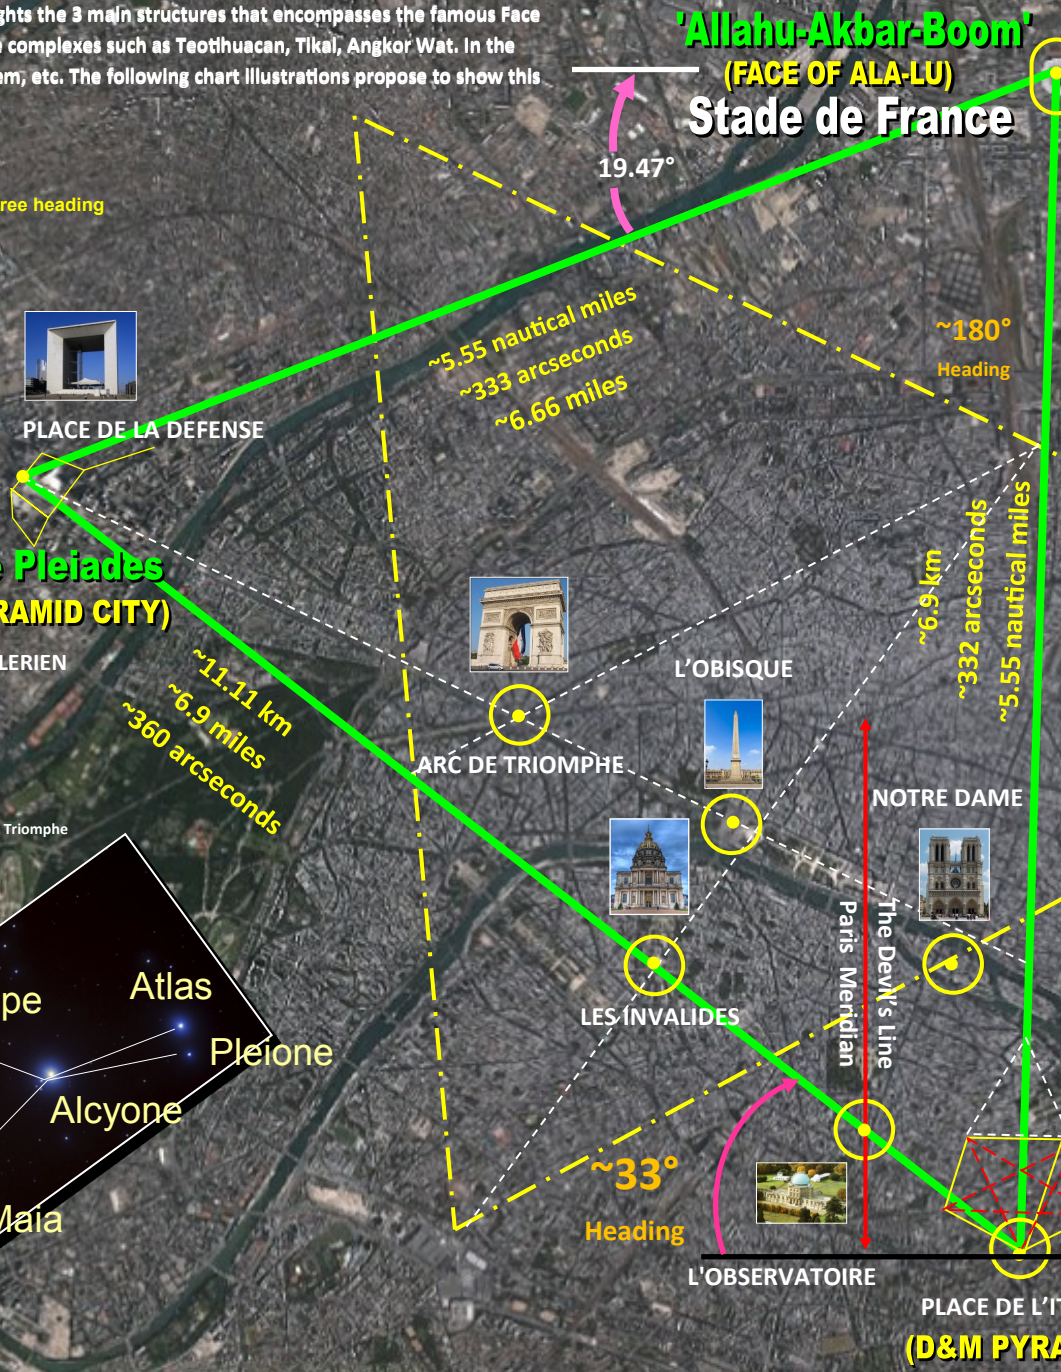 ghts the 3 main structures that encompasses the famous Face
complexes such as Teotihuacan, Tikal, Angkor Wat. In the
em, etc. The following chart illustrations propose to show this
'Allahu-Akbar-Boom'
(FACE OF ALA-LU)
Stade de France
19.47°
ree heading
~5.55 nautical miles
~333 arcseconds
~6.66 miles
~180°
Heading
PLACE DE LA DEFENSE
e Pleiades
RAMID CITY)
LERIEN
~11.11 km
~6.9 miles
~360 arcseconds
~6.9 km
~332 arcseconds
~5.55 nautical miles
L'OBISQUE
ARC DE TRIOMPHE
NOTRE DAME
Triomphe
The Devil's Line
Paris Meridian
LES INVALIDES
pe
Atlas
Pleione
Alcyone
Maia
~33°
Heading
L'OBSERVATOIRE
PLACE DE L'IT
(D&M PYRA